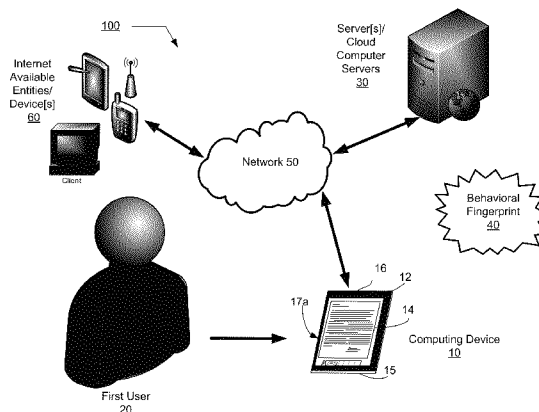 100
Internet
Available
Entities/
Device[s]
60
Client
Server[s]/
Cloud
Computer
Servers
30
Network 50
Behavioral
Fingerprint
40
16
12
17a
14
Computing Device
10
15
First User
20